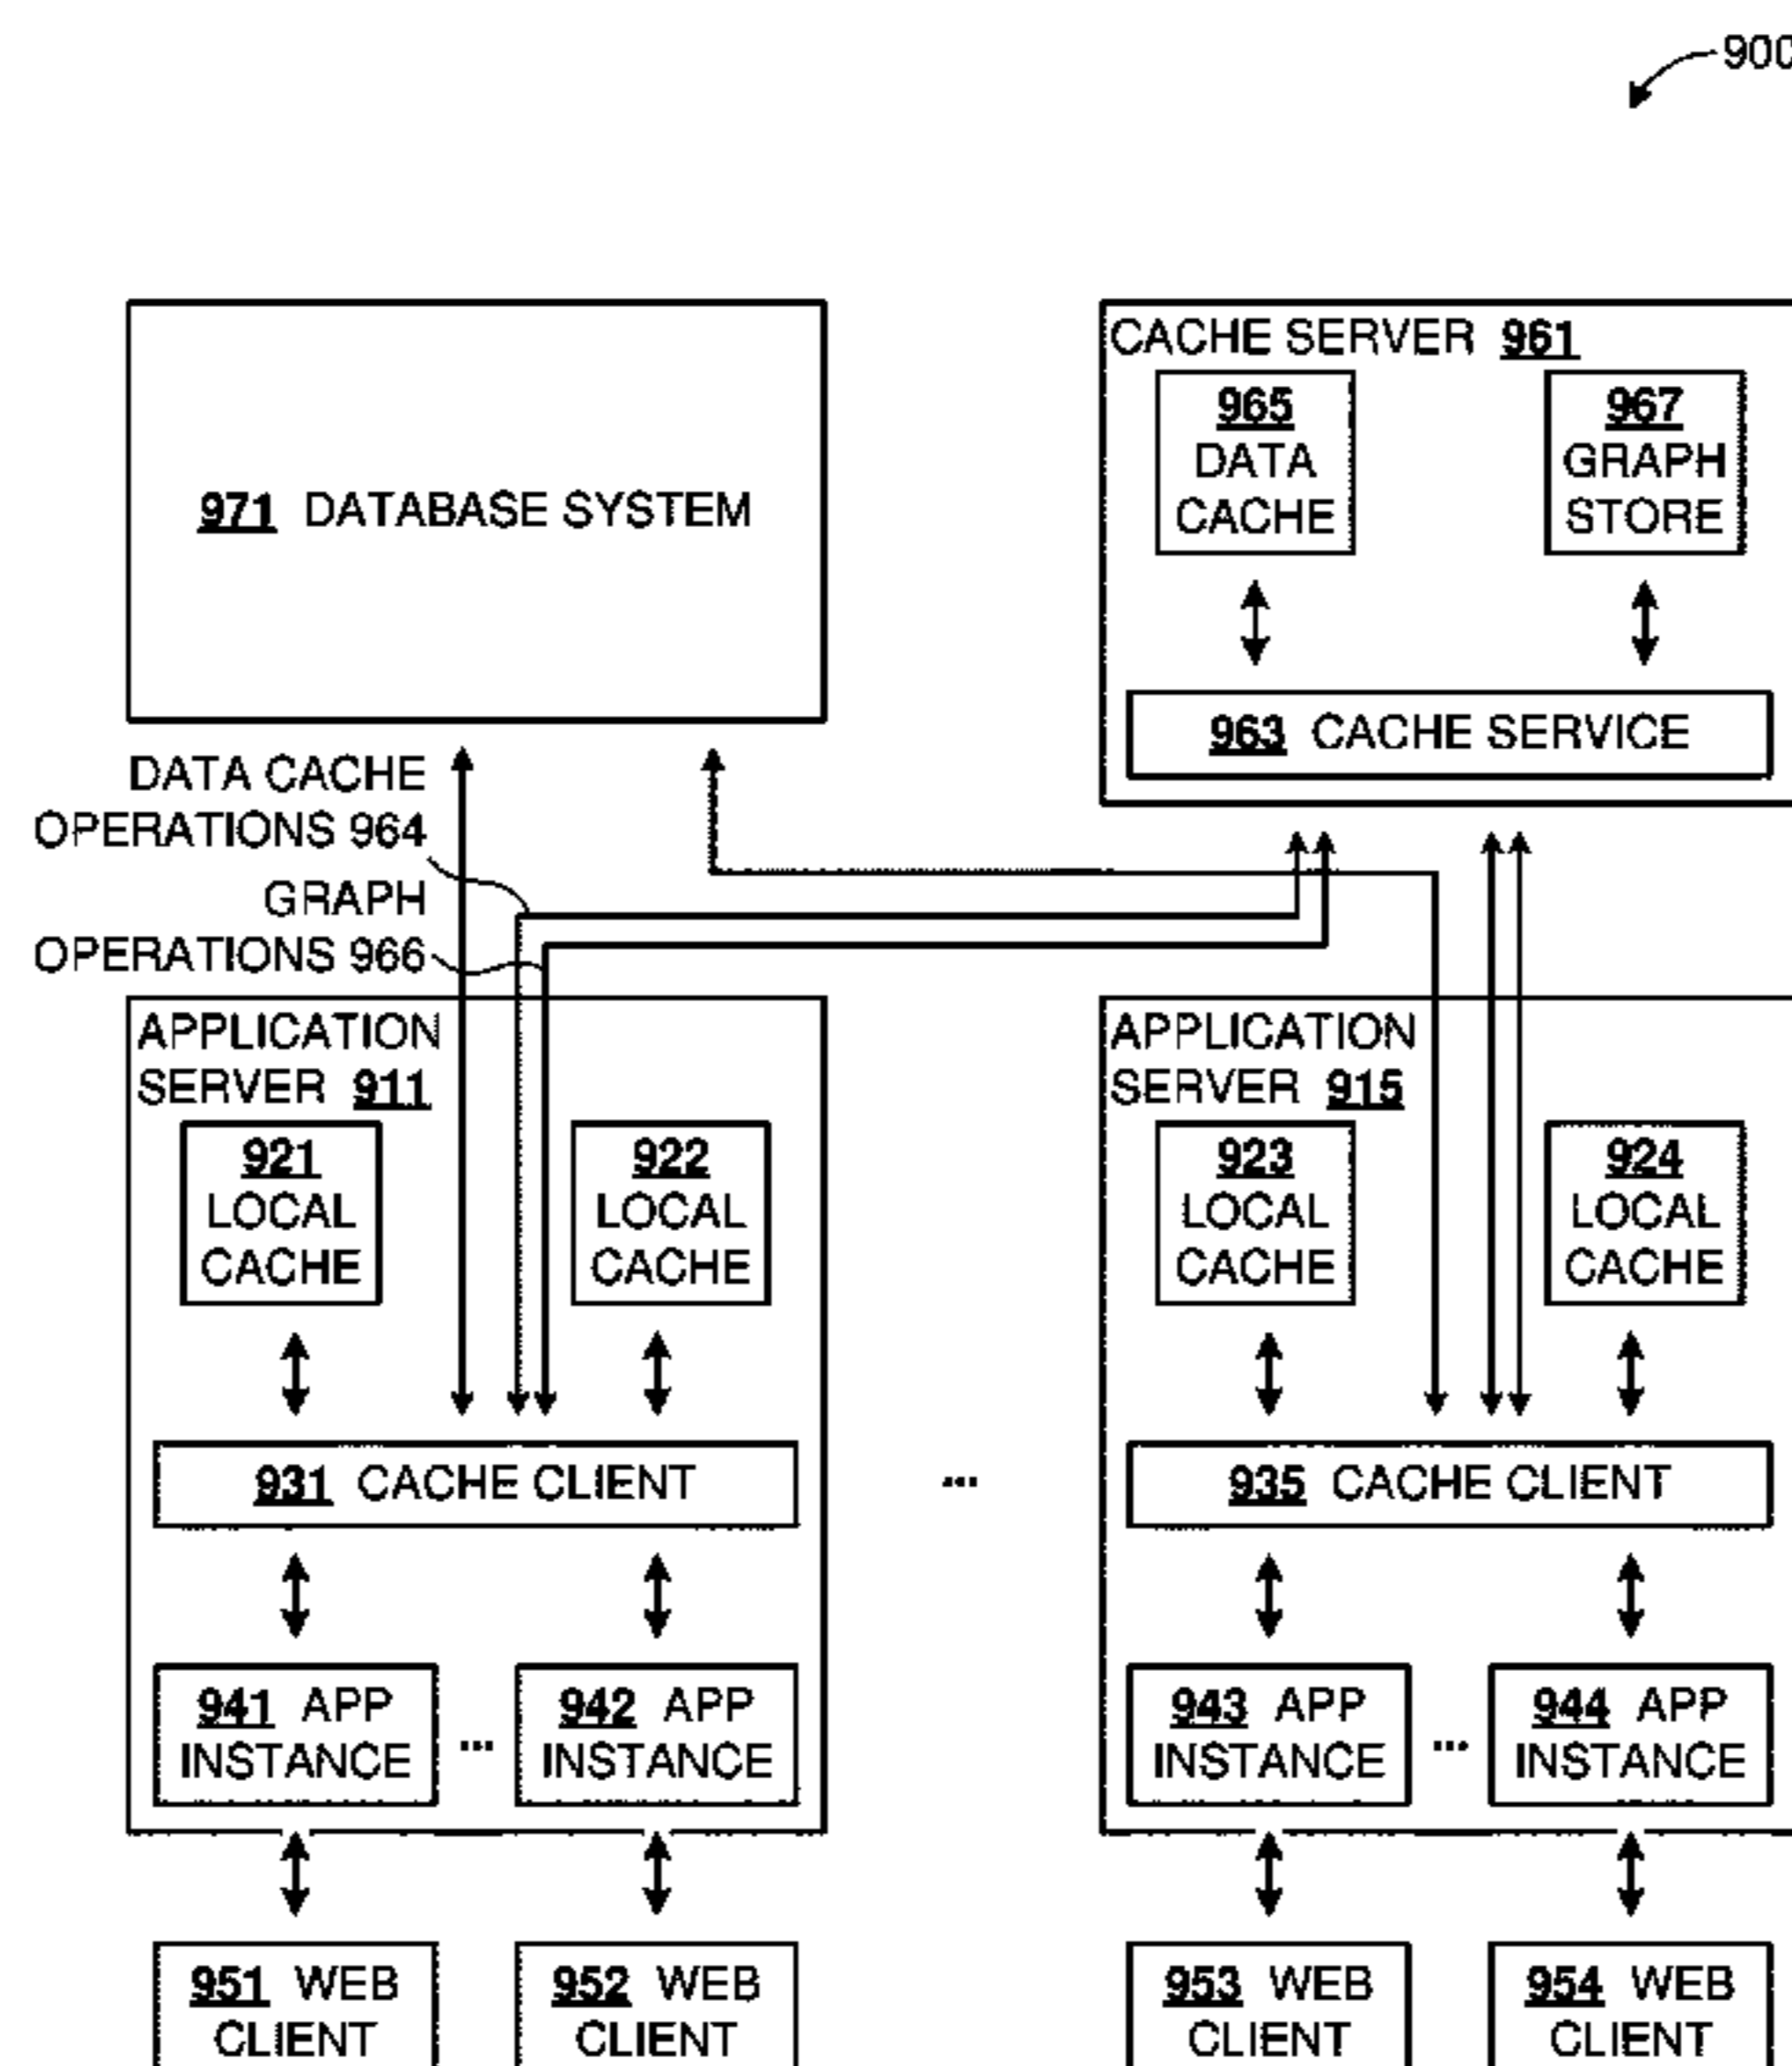 900
CACHE SERVER 961
965
DATA
CACHE
967
GRAPH
STORE
971 DATABASE SYSTEM
963 CACHE SERVICE
DATA CACHE
OPERATIONS 964
GRAPH
OPERATIONS 966
APPLICATION
SERVER 911
921
LOCAL
CACHE
922
LOCAL
CACHE
931 CACHE CLIENT
941 APP
INSTANCE
...
942 APP
INSTANCE
...
APPLICATION
SERVER 915
923
LOCAL
CACHE
924
LOCAL
CACHE
935 CACHE CLIENT
943 APP
INSTANCE
...
944 APP
INSTANCE
951 WEB
CLIENT
952 WEB
CLIENT
953 WEB
CLIENT
954 WEB
CLIENT